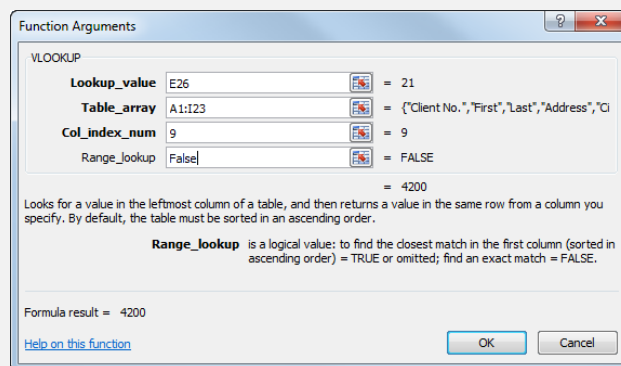 Function Arguments
VLOOKUP
Lookup_value E26 = 21
Table_array A1:I23 = {"Client No.","First","Last","Address","Ci
Col_index_num 9 = 9
Range_lookup False = FALSE
= 4200
Looks for a value in the leftmost column of a table, and then returns a value in the same row from a column you
specify. By default, the table must be sorted in an ascending order.
Range_lookup is a logical value: to find the closest match in the first column (sorted in
ascending order) = TRUE or omitted; find an exact match = FALSE.
Formula result = 4200
Help on this function OK Cancel